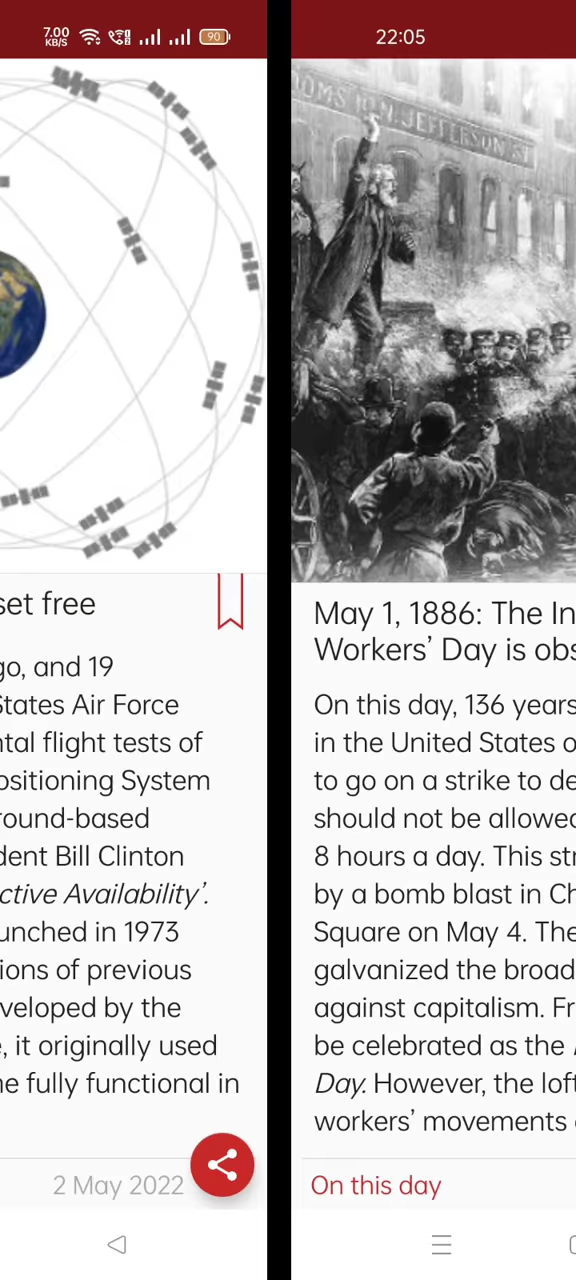 7.00
KB/S
90
set free
go, and 19
States Air Force
ntal flight tests of
ositioning System
round-based
dent Bill Clinton
ctive Availability’.
unched in 1973
ions of previous
veloped by the
e, it originally used
ne fully functional in
2 May 2022
22:05
OOMS TO N. JEFFERSON ST.
May 1, 1886: The In
Workers’ Day is obs
On this day, 136 years
in the United States o
to go on a strike to de
should not be allowed
8 hours a day. This str
by a bomb blast in Ch
Square on May 4. The
galvanized the broad
against capitalism. Fr
be celebrated as the
Day. However, the loft
workers’ movements
On this day